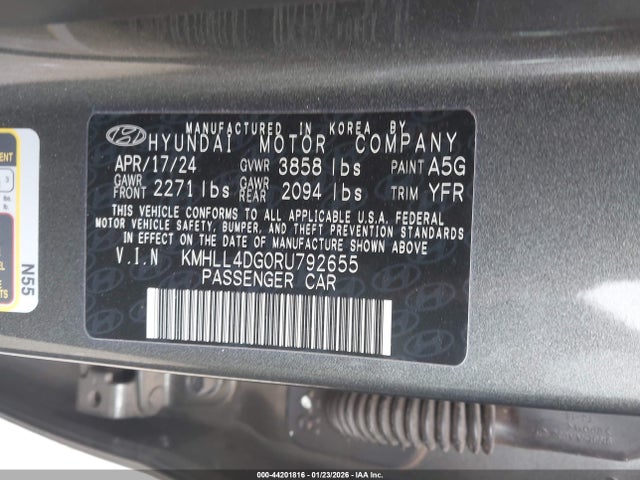 MANUFACTURED IN KOREA BY
HYUNDAI MOTOR COMPANY
APR/17/24 GVWR 3858 lbs PAINT A5G
GAWR FRONT 2271 lbs GAWR REAR 2094 lbs TRIM YFR
THIS VEHICLE CONFORMS TO ALL APPLICABLE U.S.A. FEDERAL
MOTOR VEHICLE SAFETY, BUMPER, AND THEFT PREVENTION STANDARDS
IN EFFECT ON THE DATE OF MANUFACTURE SHOWN ABOVE
V.I.N KMHLL4DG0RU792655
PASSENGER CAR
N55
000-44201816 - 01/23/2026 - IAAI.COM